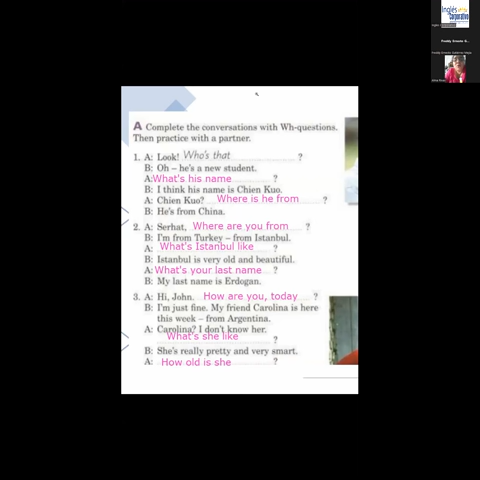 Inglés
Corporativo
A Complete the conversations with Wh-questions.
Then practice with a partner.
1. A: Look! Who's that ?
B: Oh – he's a new student.
A: What's his name ?
B: I think his name is Chien Kuo.
A: Chien Kuo? Where is he from ?
B: He's from China.
2. A: Serhat, Where are you from ?
B: I'm from Turkey – from Istanbul.
A: What's Istanbul like ?
B: Istanbul is very old and beautiful.
A: What's your last name ?
B: My last name is Erdogan.
3. A: Hi, John. How are you, today ?
B: I'm just fine. My friend Carolina is here
this week – from Argentina.
A: Carolina? I don't know her.
What's she like ?
B: She's really pretty and very smart.
A: How old is she ?